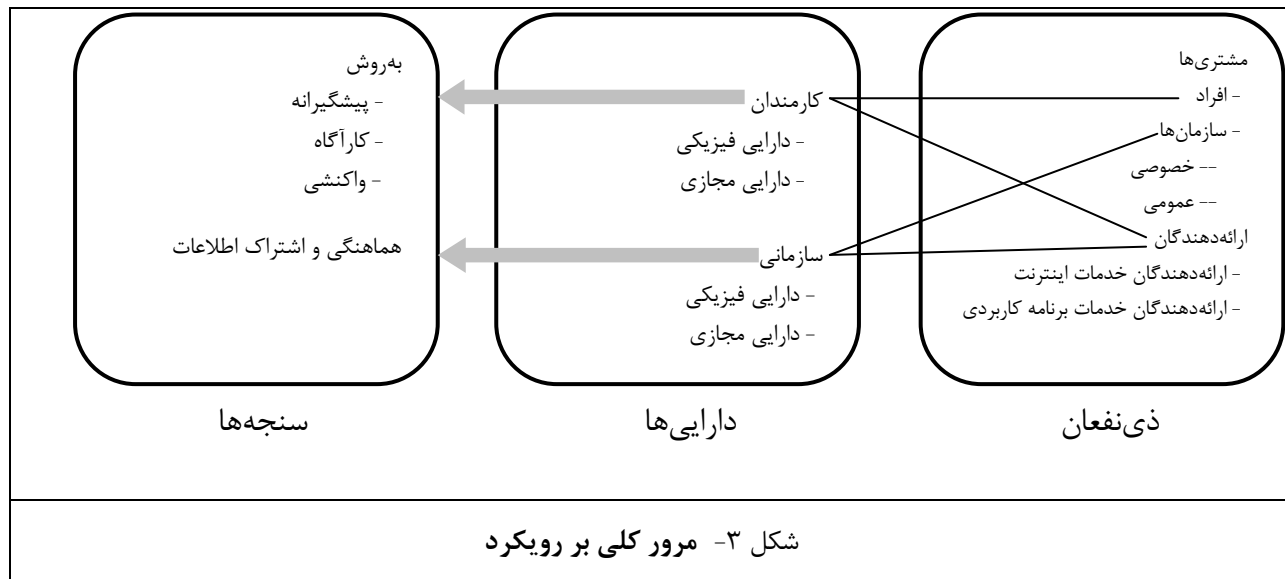 مشتری‌ها
- افراد
- سازمان‌ها
-- خصوصی
-- عمومی
ارائه‌دهندگان
- ارائه‌دهندگان خدمات اینترنت
- ارائه‌دهندگان خدمات برنامه کاربردی
ذی‌نفعان
کارمندان
- دارایی فیزیکی
- دارایی مجازی
سازمانی
- دارایی فیزیکی
- دارایی مجازی
دارایی‌ها
به‌روش
- پیشگیرانه
- کارآگاه
- واکنشی
هماهنگی و اشتراک اطلاعات
سنجه‌ها
شکل ۳- مرور کلی بر رویکرد